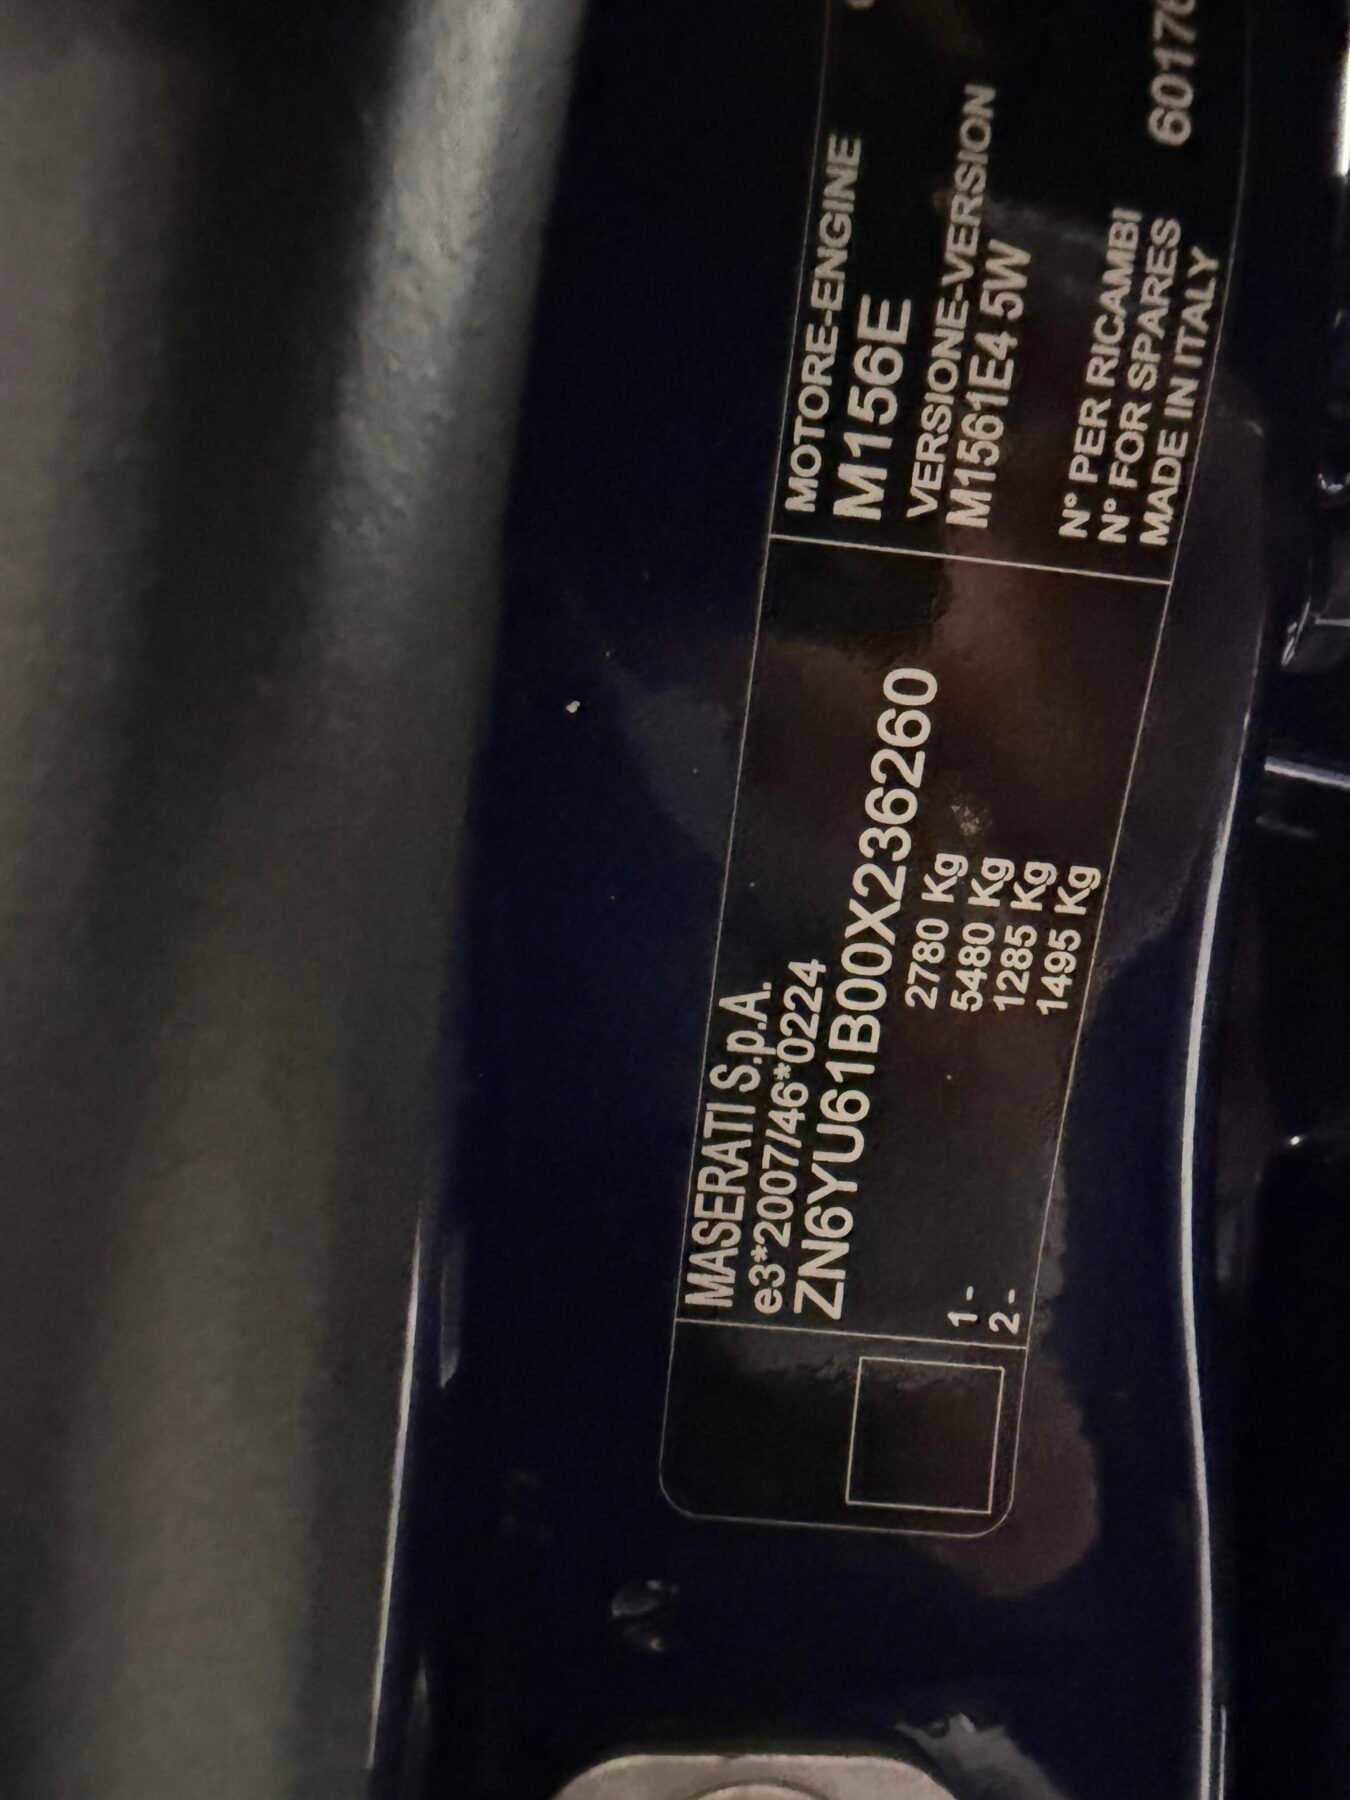 MASERATI S.p.A.
e3*2007/46*0224
ZN6YU61B00X236260
2780 Kg
5480 Kg
1 - 1285 Kg
2 - 1495 Kg
MOTORE-ENGINE
M156E
VERSIONE-VERSION
M1561E4 5W
N° PER RICAMBI
N° FOR SPARES 60176
MADE IN ITALY